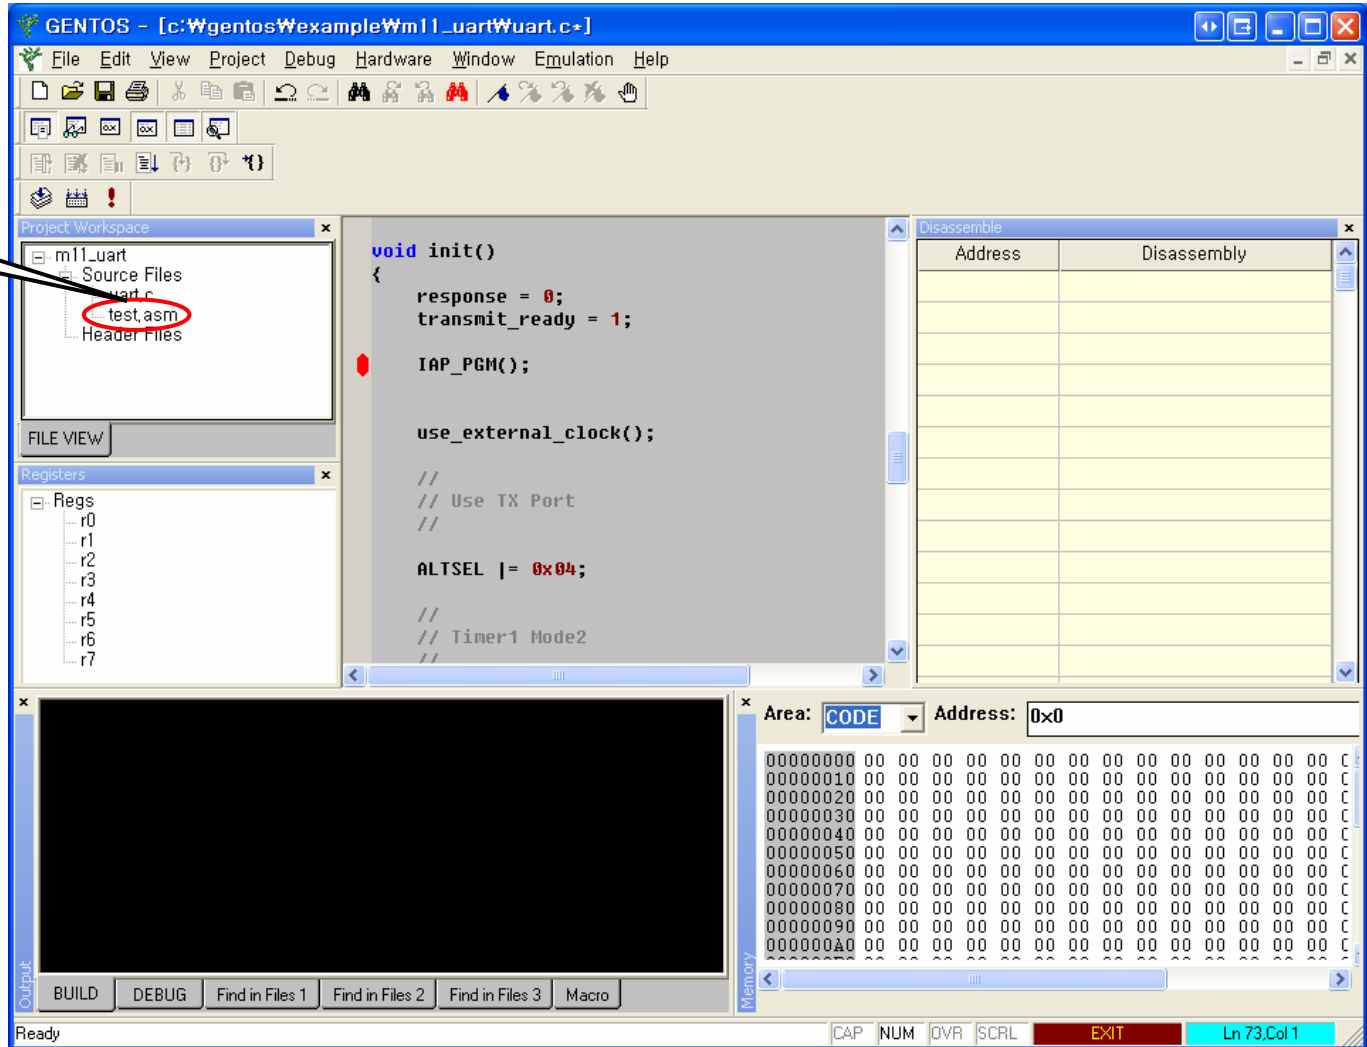 GENTOS - [c:₩gentos₩example₩m11_uart₩uart.c*]
File Edit View Project Debug Hardware Window Emulation Help
Project Workspace
m11_uart
Source Files
uart.c
test.asm
Header Files
FILE VIEW
Registers
Regs
r0
r1
r2
r3
r4
r5
r6
r7
void init()
{
response = 0;
transmit_ready = 1;
IAP_PGM();
use_external_clock();
//
// Use TX Port
//
ALTSEL |= 0x04;
//
// Timer1 Mode2
//
Disassemble
Address Disassembly
Output
BUILD DEBUG Find in Files 1 Find in Files 2 Find in Files 3 Macro
Memory
Area: CODE Address: 0x0
00000000 00 00 00 00 00 00 00 00 00 00 00 00 00 00
00000010 00 00 00 00 00 00 00 00 00 00 00 00 00 00
00000020 00 00 00 00 00 00 00 00 00 00 00 00 00 00
00000030 00 00 00 00 00 00 00 00 00 00 00 00 00 00
00000040 00 00 00 00 00 00 00 00 00 00 00 00 00 00
00000050 00 00 00 00 00 00 00 00 00 00 00 00 00 00
00000060 00 00 00 00 00 00 00 00 00 00 00 00 00 00
00000070 00 00 00 00 00 00 00 00 00 00 00 00 00 00
00000080 00 00 00 00 00 00 00 00 00 00 00 00 00 00
00000090 00 00 00 00 00 00 00 00 00 00 00 00 00 00
000000A0 00 00 00 00 00 00 00 00 00 00 00 00 00 00
Ready CAP NUM OVR SCRL EXIT Ln 73,Col 1